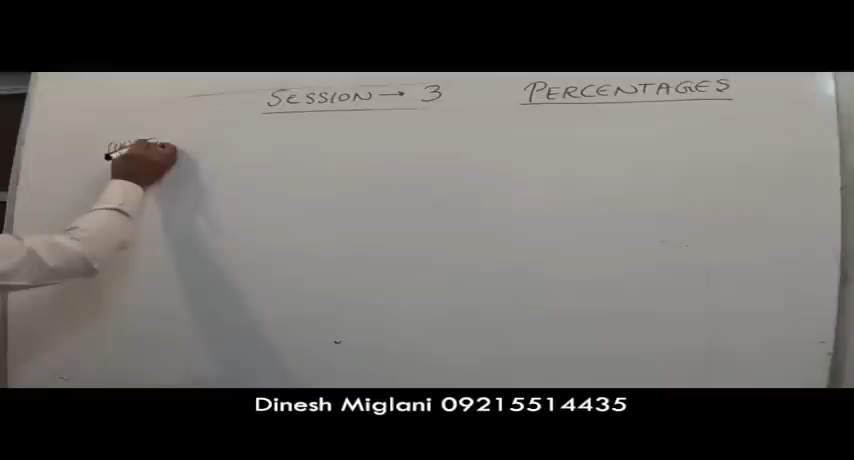 SESSION → 3 PERCENTAGES
Dinesh Miglani 09215514435